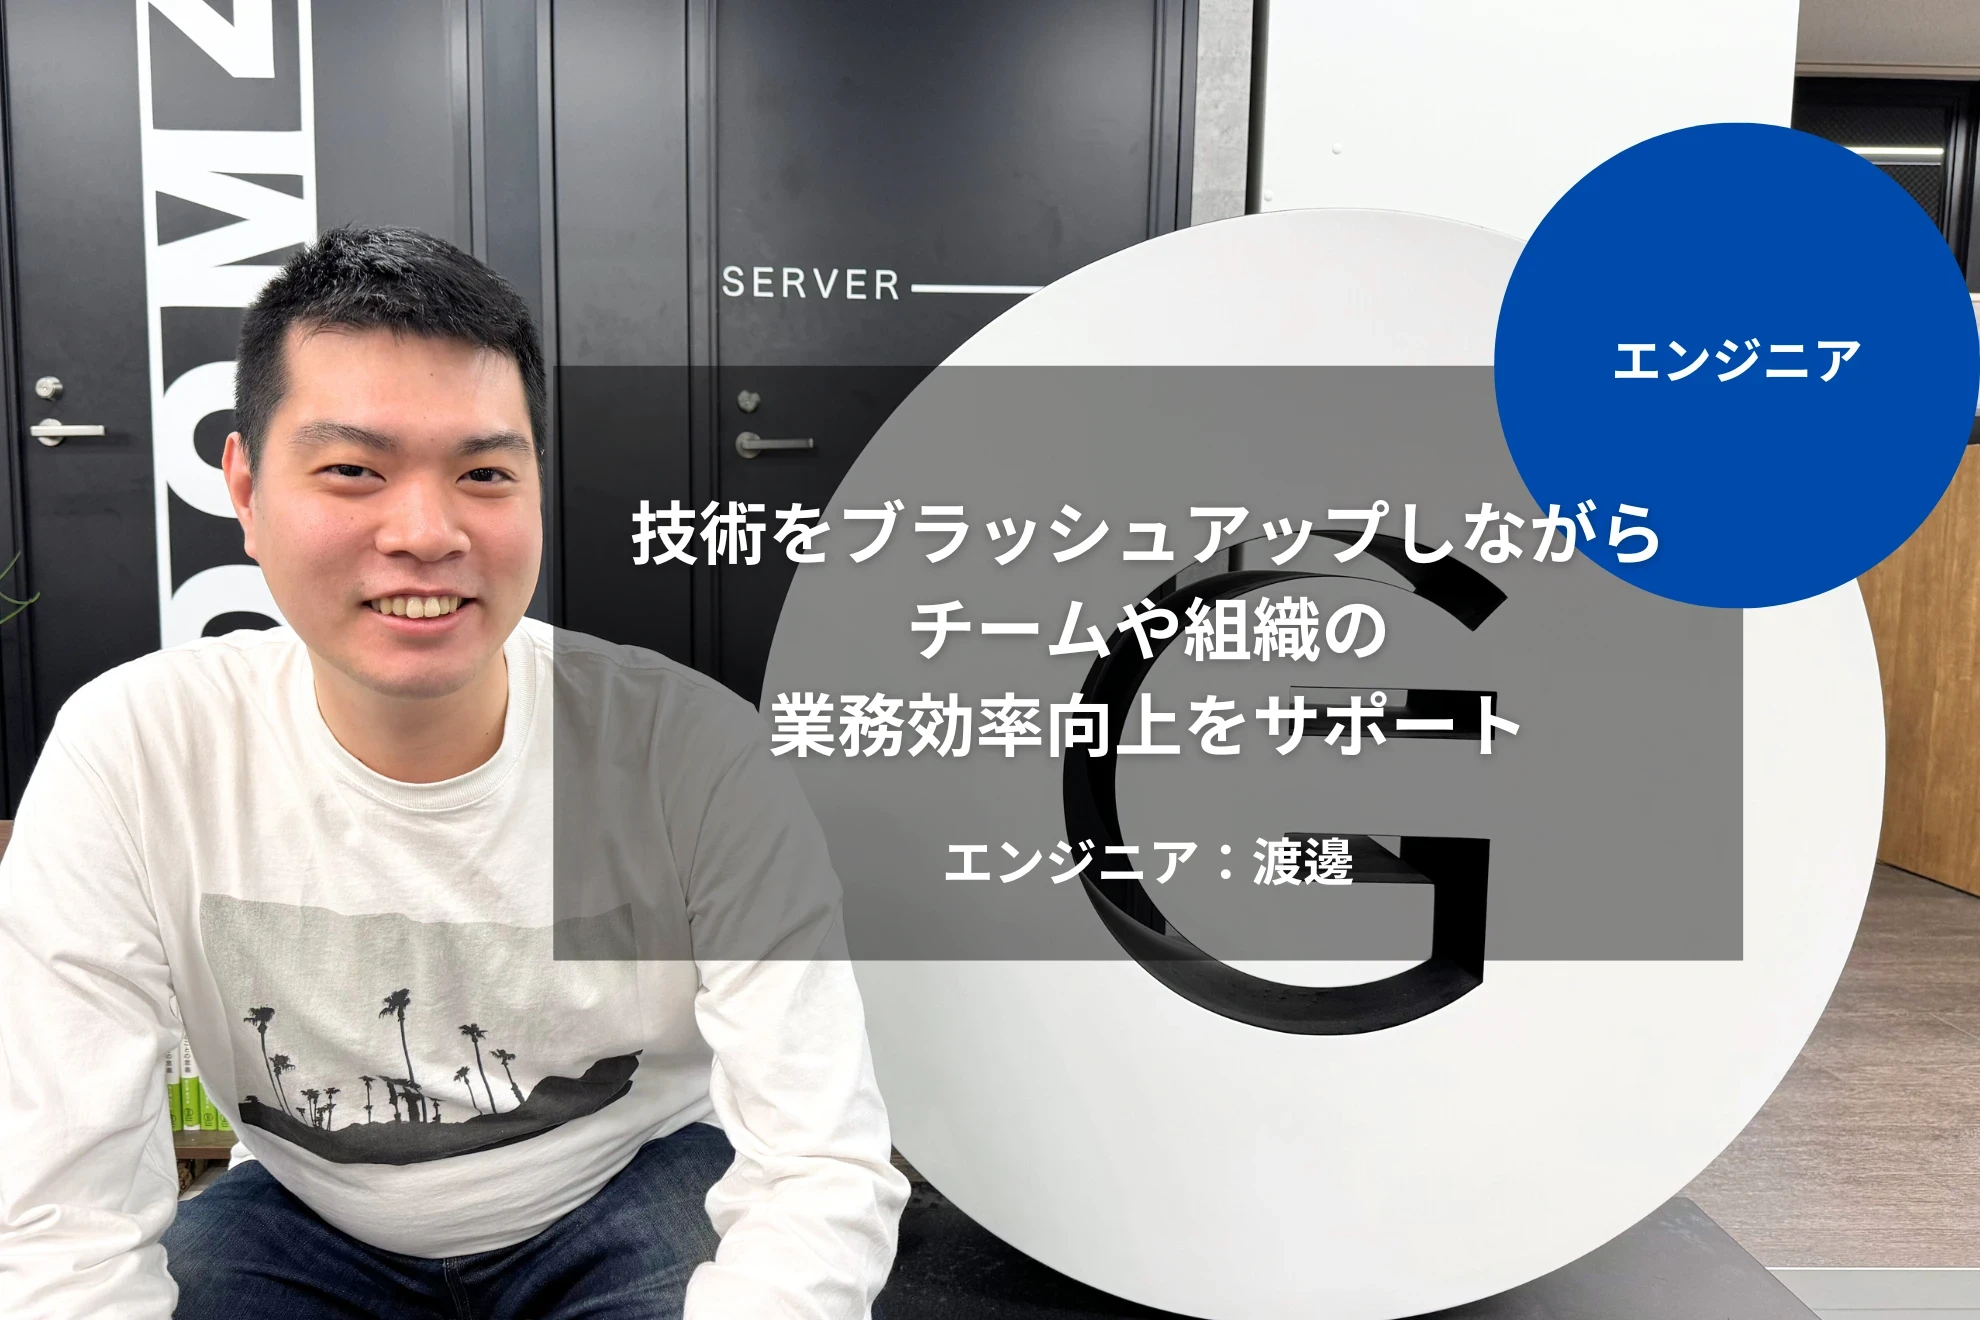 SERVER
エンジニア
技術をブラッシュアップしながら
チームや組織の
業務効率向上をサポート
エンジニア：渡邊
G